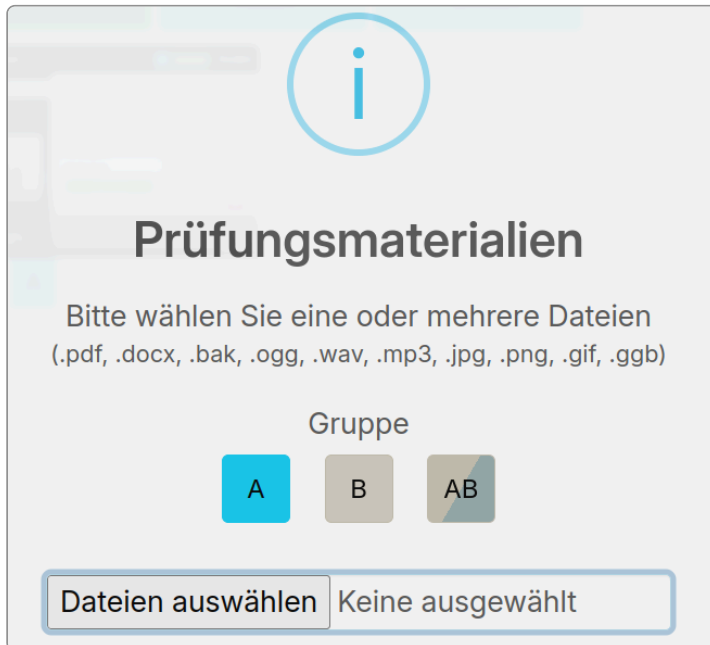 i
Prüfungsmaterialien
Bitte wählen Sie eine oder mehrere Dateien
(.pdf, .docx, .bak, .ogg, .wav, .mp3, .jpg, .png, .gif, .ggb)
Gruppe
A B AB
Dateien auswählen Keine ausgewählt